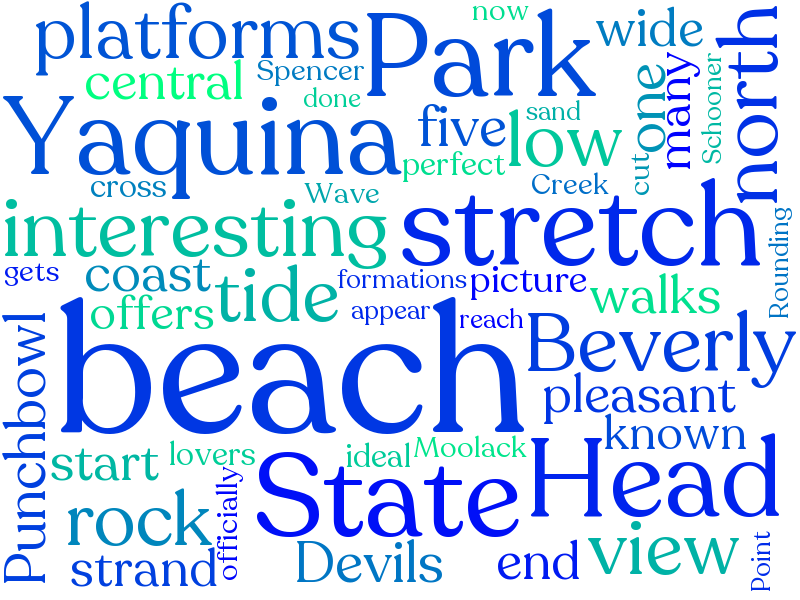 now
platforms
Park
wide
north
central
Spencer
done
Yaquina
five
sand
low
one
many
Schooner
perfect
cut
cross
Wave
Creek
interesting
stretch
Rounding
gets
coast
tide
formations
picture
walks
offers
appear
reach
beach
Beverly
Punchbowl
pleasant
start
lovers
ideal
Moolack
known
State
Head
rock
officially
view
strand
Devils
end
Point